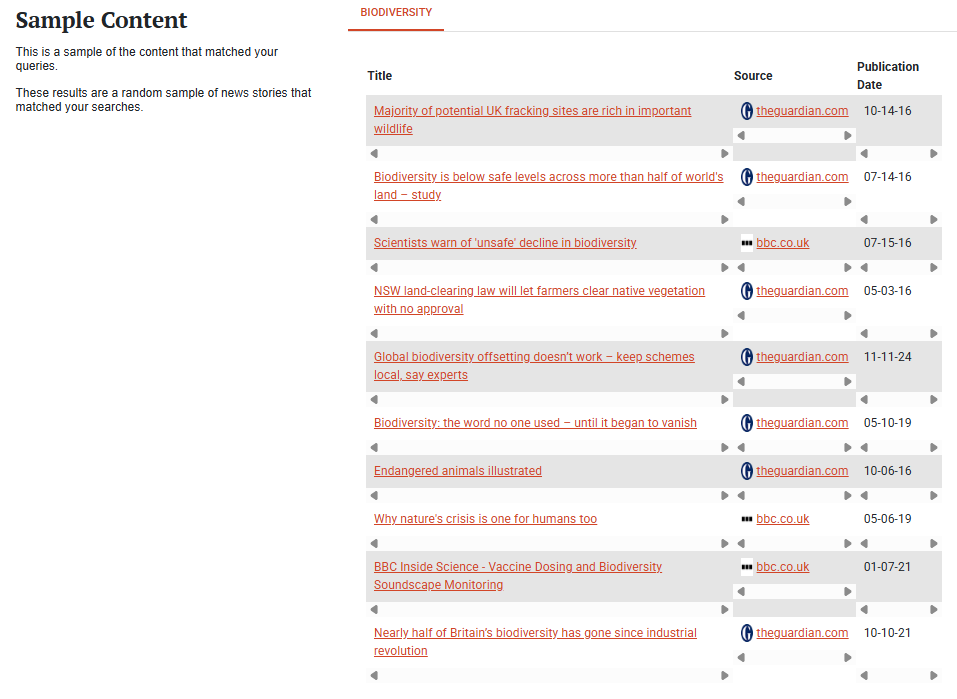 Sample Content
This is a sample of the content that matched your
queries.
These results are a random sample of news stories that
matched your searches.
BIODIVERSITY
Title Source Publication
Date
Majority of potential UK fracking sites are rich in important
wildlife
theguardian.com 10-14-16
Biodiversity is below safe levels across more than half of world's
land – study
theguardian.com 07-14-16
Scientists warn of 'unsafe' decline in biodiversity bbc.co.uk 07-15-16
NSW land-clearing law will let farmers clear native vegetation
with no approval
theguardian.com 05-03-16
Global biodiversity offsetting doesn't work – keep schemes
local, say experts
theguardian.com 11-11-24
Biodiversity: the word no one used – until it began to vanish theguardian.com 05-10-19
Endangered animals illustrated theguardian.com 10-06-16
Why nature's crisis is one for humans too bbc.co.uk 05-06-19
BBC Inside Science - Vaccine Dosing and Biodiversity
Soundscape Monitoring
bbc.co.uk 01-07-21
Nearly half of Britain's biodiversity has gone since industrial
revolution
theguardian.com 10-10-21